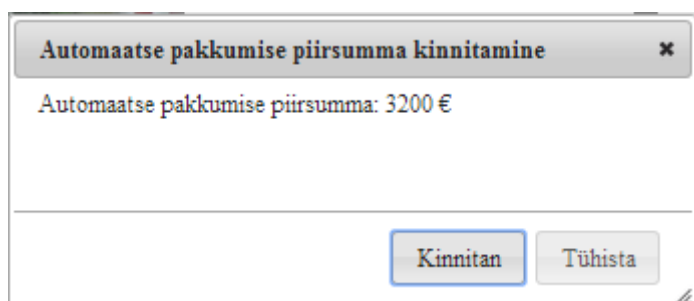 Automaatse pakkumise piirsumma kinnitamine
Automaatse pakkumise piirsumma: 3200 €
Kinnitan Tühista